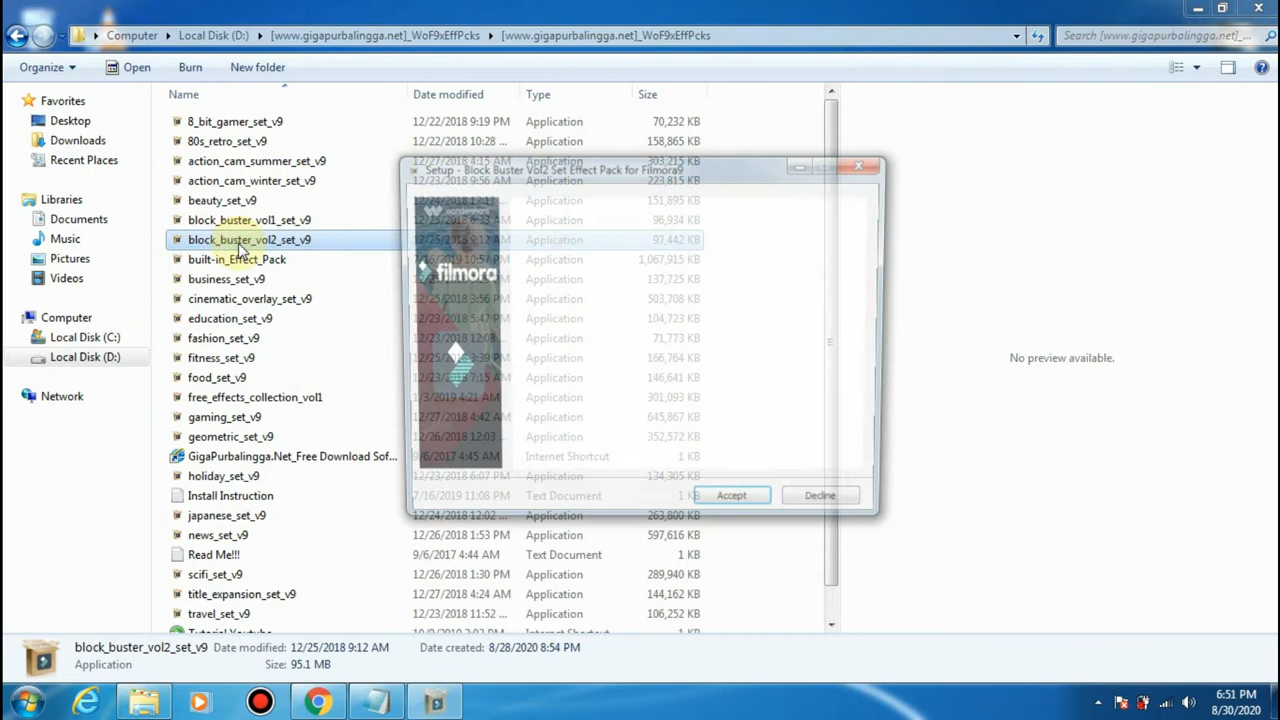 Computer ▸ Local Disk (D:) ▸ [www.gigapurbalingga.net]_WoF9xEffPcks ▸ [www.gigapurbalingga.net]_WoF9xEffPcks
Search [www.gigapurbalingga.net]_...
Organize Open Burn New folder
Name Date modified Type Size
Favorites
Desktop
Downloads
Recent Places
Libraries
Documents
Music
Pictures
Videos
Computer
Local Disk (C:)
Local Disk (D:)
Network
8_bit_gamer_set_v9 12/22/2018 9:19 PM Application 70,232 KB
80s_retro_set_v9 12/22/2018 10:28 ... Application 158,865 KB
action_cam_summer_set_v9 12/27/2018 4:15 AM Application 303,215 KB
action_cam_winter_set_v9 12/23/2018 9:56 AM Application 223,815 KB
beauty_set_v9 12/24/2018 12:11 ... Application 151,895 KB
block_buster_vol1_set_v9 12/25/2018 8:33 AM Application 96,934 KB
block_buster_vol2_set_v9 12/25/2018 9:12 AM Application 97,442 KB
built-in_Effect_Pack 7/16/2019 10:57 PM Application 1,067,915 KB
business_set_v9 Application 137,725 KB
cinematic_overlay_set_v9 12/25/2018 3:56 PM Application 503,708 KB
education_set_v9 12/23/2018 5:47 PM Application 104,723 KB
fashion_set_v9 12/23/2018 12:08 ... Application 71,773 KB
fitness_set_v9 12/25/2018 3:39 PM Application 166,764 KB
food_set_v9 12/23/2018 7:15 AM Application 146,641 KB
free_effects_collection_vol1 1/3/2019 4:21 AM Application 301,093 KB
gaming_set_v9 12/27/2018 4:42 AM Application 645,867 KB
geometric_set_v9 12/26/2018 12:03 ... Application 352,572 KB
GigaPurbalingga.Net_Free Download Sof... 9/6/2017 4:45 AM Internet Shortcut 1 KB
holiday_set_v9 12/23/2018 6:07 PM Application 134,305 KB
Install Instruction 7/16/2019 11:08 PM Text Document 1 KB
japanese_set_v9 12/24/2018 12:02 ... Application 263,800 KB
news_set_v9 12/26/2018 1:53 PM Application 597,616 KB
Read Me!!! 9/6/2017 4:44 AM Text Document 1 KB
scifi_set_v9 12/26/2018 1:30 PM Application 289,940 KB
title_expansion_set_v9 12/27/2018 4:42 AM Application 144,162 KB
travel_set_v9 12/23/2018 11:52 ... Application 106,252 KB
Tutorial Youtube Internet Shortcut 1 KB
Setup - Block Buster Vol2 Set Effect Pack for Filmora9
wondershare
filmora
Accept Decline
No preview available.
block_buster_vol2_set_v9 Date modified: 12/25/2018 9:12 AM Date created: 8/28/2020 8:54 PM
Application Size: 95.1 MB
6:51 PM
8/30/2020